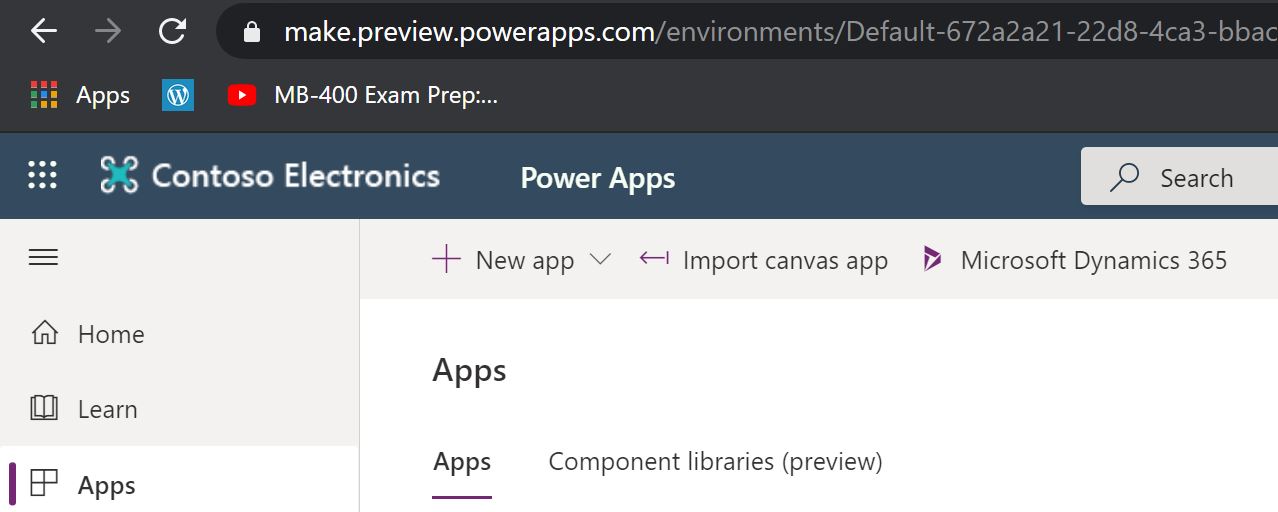 make.preview.powerapps.com/environments/Default-672a2a21-22d8-4ca3-bbac
Apps MB-400 Exam Prep:...
Contoso Electronics Power Apps Search
New app Import canvas app Microsoft Dynamics 365
Home
Learn
Apps
Apps
Apps Component libraries (preview)